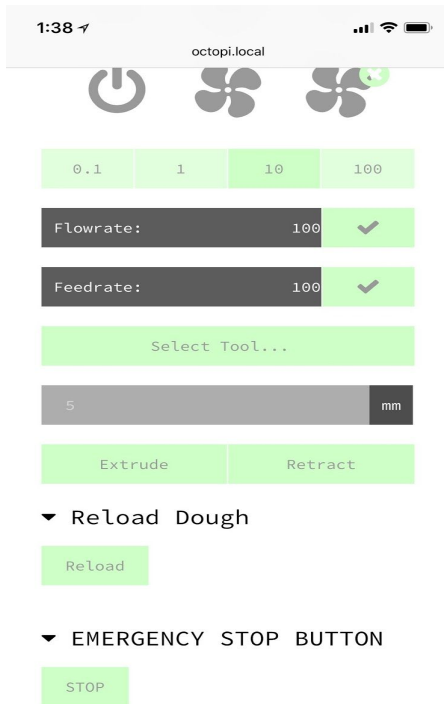 1:38
octopi.local
0.1 1 10 100
Flowrate: 100
Feedrate: 100
Select Tool...
5 mm
Extrude Retract
Reload Dough
Reload
EMERGENCY STOP BUTTON
STOP